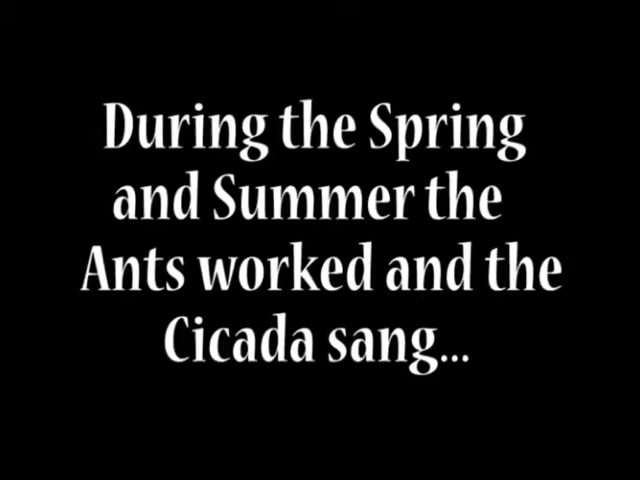 During the Spring
and Summer the
Ants worked and the
Cicada sang...